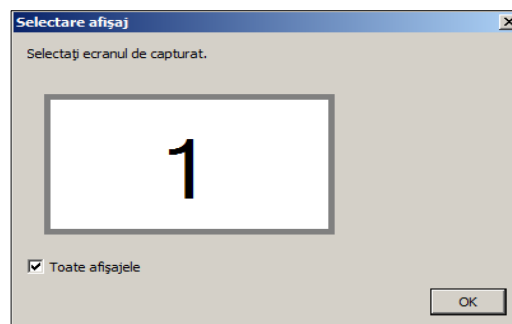 Selectare afişaj
Selectaţi ecranul de capturat.
1
Toate afişajele
OK